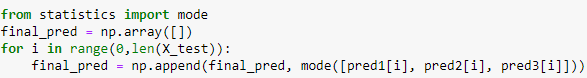 from statistics import mode
final_pred = np.array([])
for i in range(0,len(X_test)):
    final_pred = np.append(final_pred, mode([pred1[i], pred2[i], pred3[i]]))